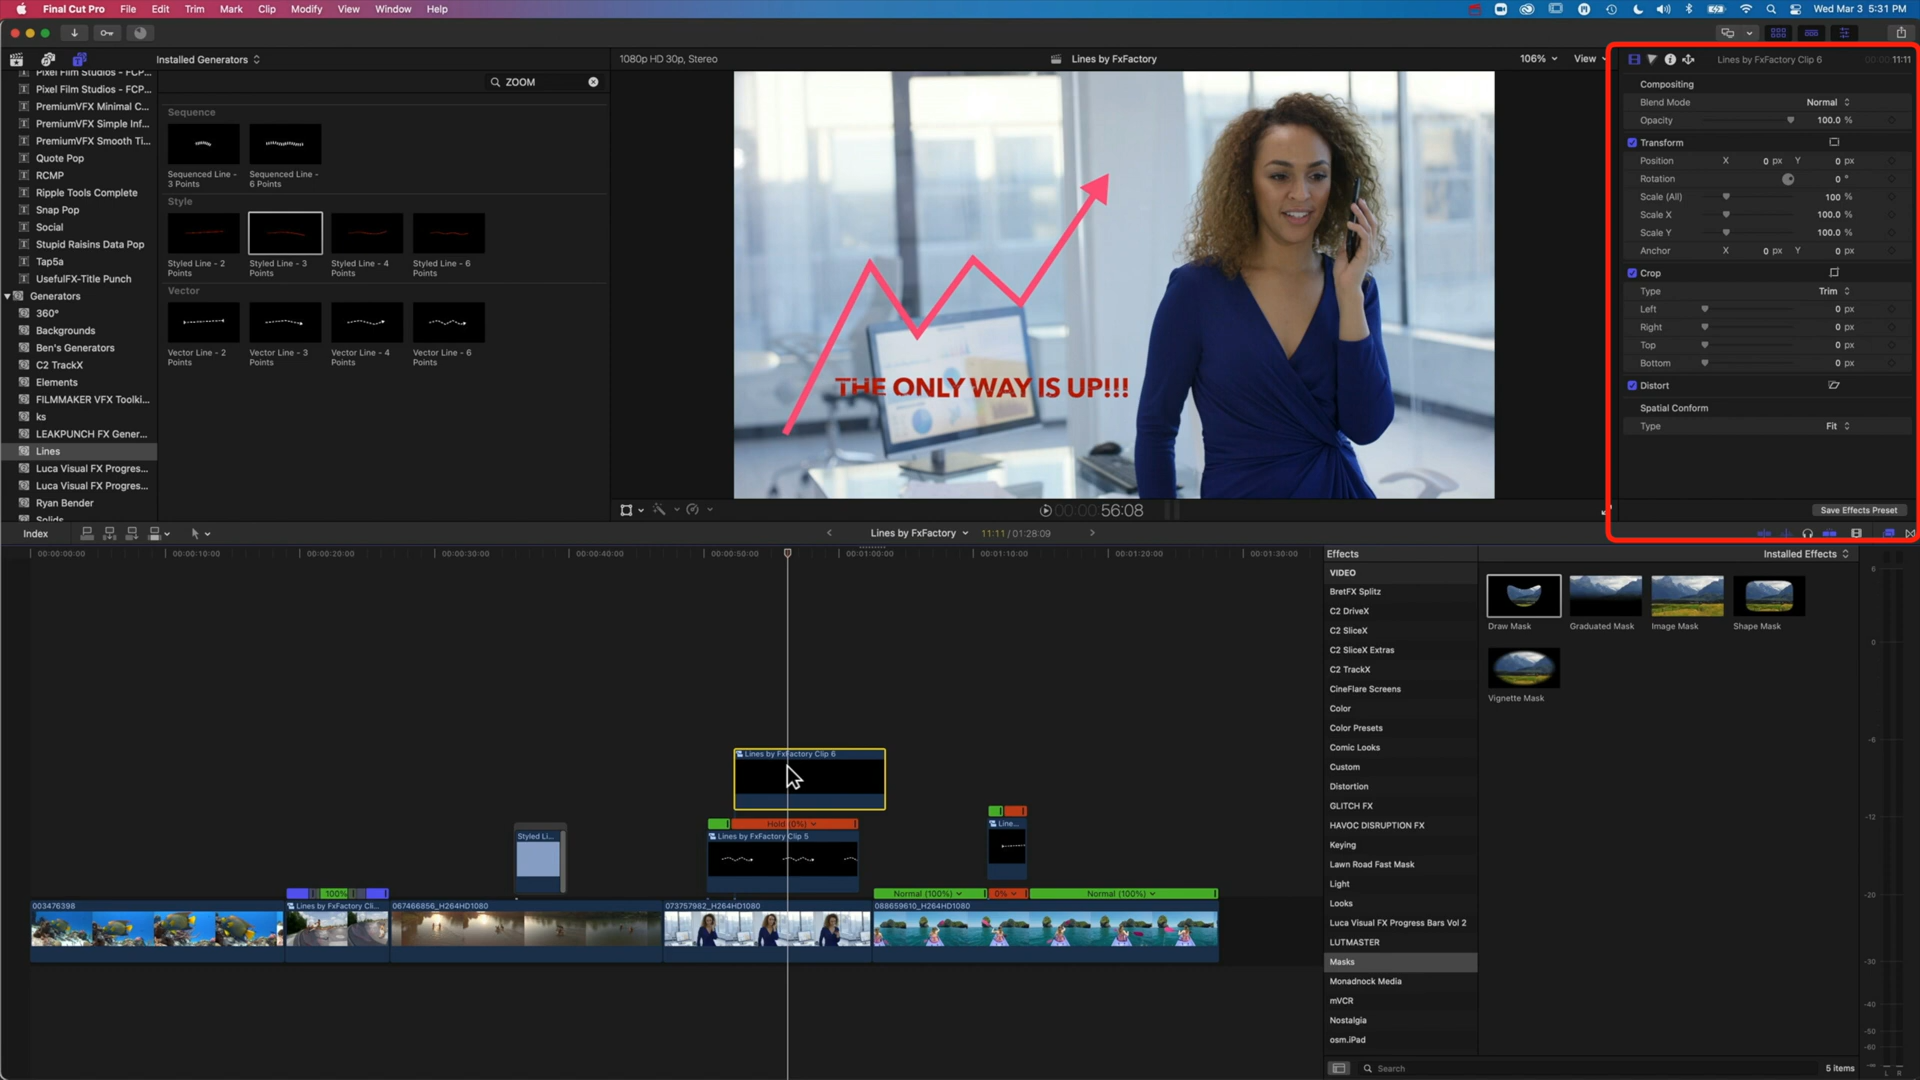 Final Cut Pro File Edit Trim Mark Clip Modify View Window Help
Wed Mar 3 5:31 PM
Installed Generators
1080p HD 30p, Stereo
Lines by FxFactory
106%
View
Lines by FxFactory Clip 6
11:11
Pixel Film Studios - FCP...
Pixel Film Studios - FCP...
PremiumVFX Minimal C...
PremiumVFX Simple Inf...
PremiumVFX Smooth Ti...
Quote Pop
RCMP
Ripple Tools Complete
Snap Pop
Social
Stupid Raisins Data Pop
Tap5a
UsefulFX-Title Punch
Generators
360°
Backgrounds
Ben's Generators
C2 TrackX
Elements
FILMMAKER VFX Toolki...
ks
LEAKPUNCH FX Gener...
Lines
Luca Visual FX Progres...
Luca Visual FX Progres...
Ryan Bender
Solids
ZOOM
Sequence
Sequenced Line - 3 Points
Sequenced Line - 6 Points
Style
Styled Line - 2 Points
Styled Line - 3 Points
Styled Line - 4 Points
Styled Line - 6 Points
Vector
Vector Line - 2 Points
Vector Line - 3 Points
Vector Line - 4 Points
Vector Line - 6 Points
THE ONLY WAY IS UP!!!
00:00:56:08
Compositing
Blend Mode Normal
Opacity 100.0 %
Transform
Position X 0 px Y 0 px
Rotation 0 °
Scale (All) 100 %
Scale X 100.0 %
Scale Y 100.0 %
Anchor X 0 px Y 0 px
Crop
Type Trim
Left 0 px
Right 0 px
Top 0 px
Bottom 0 px
Distort
Spatial Conform
Type Fit
Save Effects Preset
Index
Lines by FxFactory
11:11 / 01:28:09
00:00:00:00
00:00:10:00
00:00:20:00
00:00:30:00
00:00:40:00
00:00:50:00
00:01:00:00
00:01:10:00
00:01:20:00
00:01:30:00
Lines by FxFactory Clip 6
Hold (0%)
Lines by FxFactory Clip 5
Styled Li...
Line...
100%
Normal (100%)
0%
Normal (100%)
003476398
Lines by FxFactory Cli...
067466856_H264HD1080
073757982_H264HD1080
088659610_H264HD1080
Effects
Installed Effects
VIDEO
BretFX Splitz
C2 DriveX
C2 SliceX
C2 SliceX Extras
C2 TrackX
CineFlare Screens
Color
Color Presets
Comic Looks
Custom
Distortion
GLITCH FX
HAVOC DISRUPTION FX
Keying
Lawn Road Fast Mask
Light
Looks
Luca Visual FX Progress Bars Vol 2
LUTMASTER
Masks
Monadnock Media
mVCR
Nostalgia
osm.iPad
Draw Mask
Graduated Mask
Image Mask
Shape Mask
Vignette Mask
Search
5 items
6
0
-6
-12
-20
-30
-40
-50
-60
L R